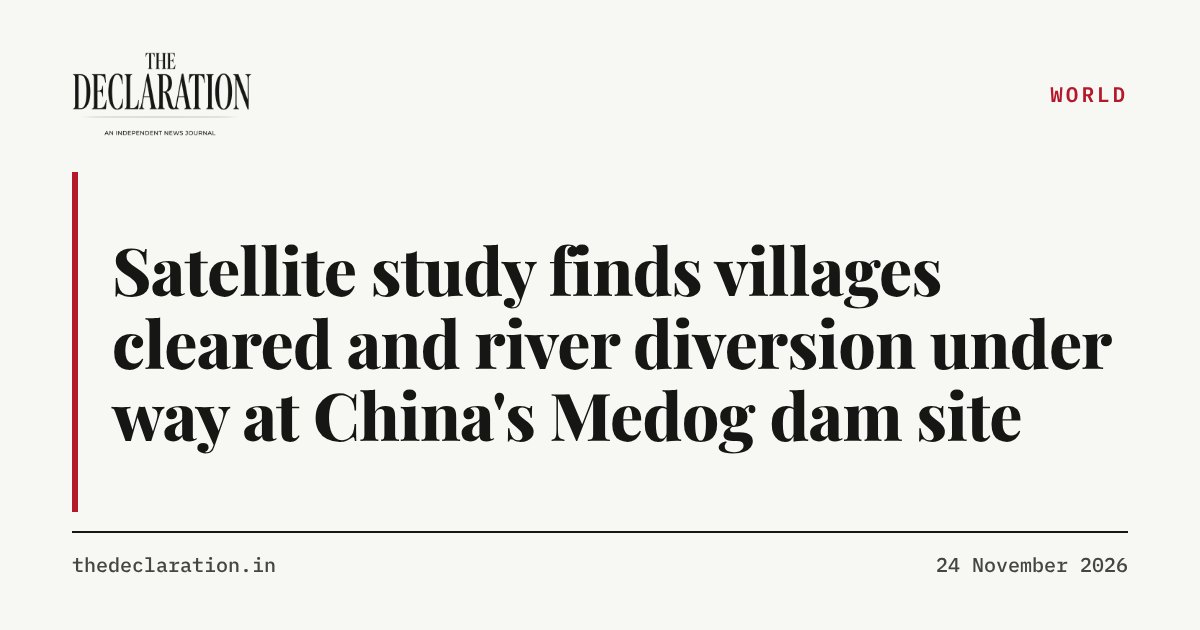 THE
DECLARATION
AN INDEPENDENT NEWS JOURNAL
WORLD
Satellite study finds villages
cleared and river diversion under
way at China's Medog dam site
thedeclaration.in
24 November 2026